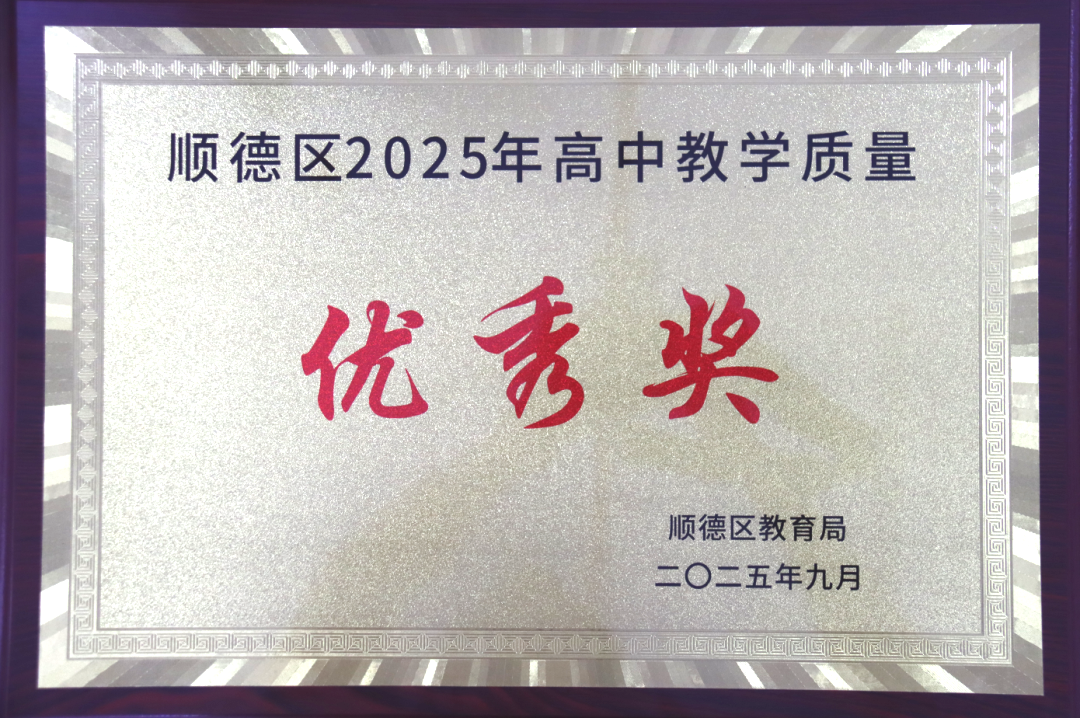 顺德区2025年高中教学质量
优秀奖
顺德区教育局
二〇二五年九月